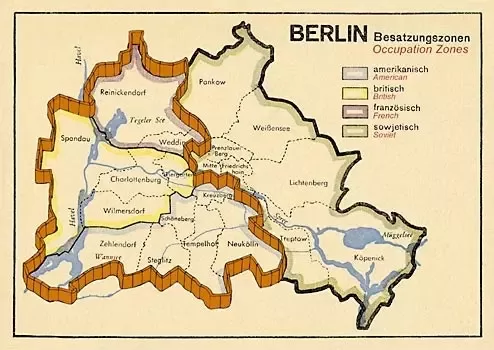 BERLIN Besatzungszonen
Occupation Zones
amerikanisch
American
britisch
British
französisch
French
sowjetisch
Soviet
Havel
Pankow
Reinickendorf
Tegeler See
Weißensee
Spandau
Wedding
Prenzlauer
Berg
Mitte
Friedrichs
hain
Tiergarten
Charlottenburg
Lichtenberg
Kreuzberg
Havel
Wilmersdorf
Schöneberg
Spree
Zehlendorf
Tempelhof
Neukölln
Treptow
Müggelsee
Wannsee
Steglitz
Köpenick